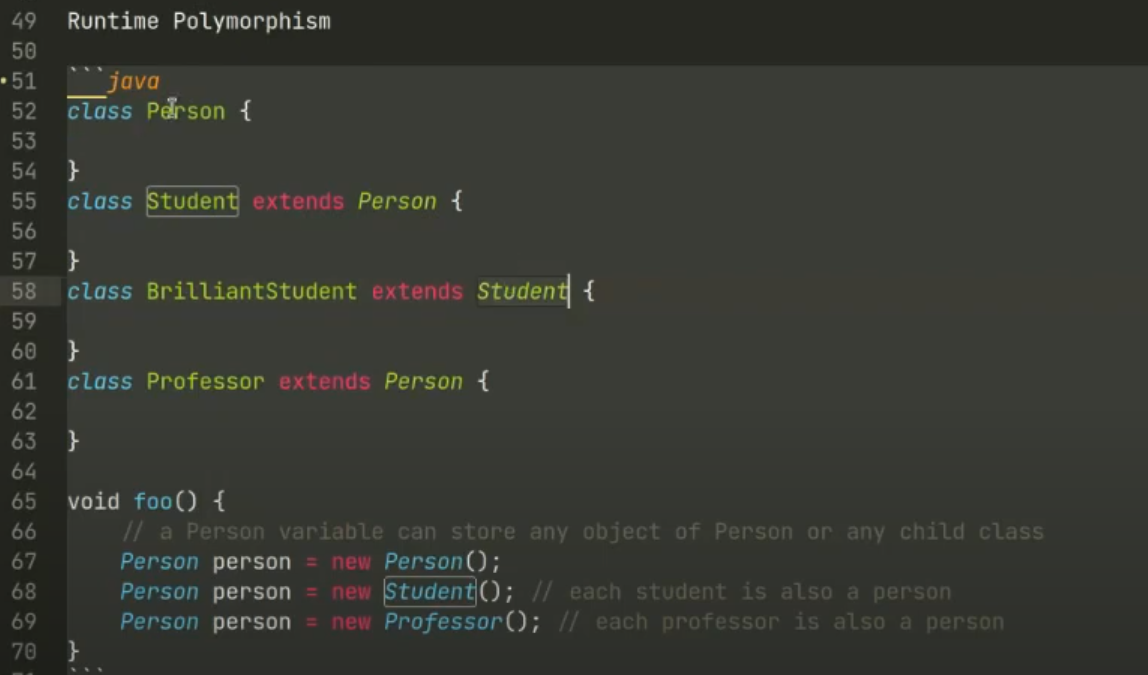 49 Runtime Polymorphism
50
51 ```java
52 class Person {
53
54 }
55 class Student extends Person {
56
57 }
58 class BrilliantStudent extends Student {
59
60 }
61 class Professor extends Person {
62
63 }
64
65 void foo() {
66     // a Person variable can store any object of Person or any child class
67     Person person = new Person();
68     Person person = new Student(); // each student is also a person
69     Person person = new Professor(); // each professor is also a person
70 }
```